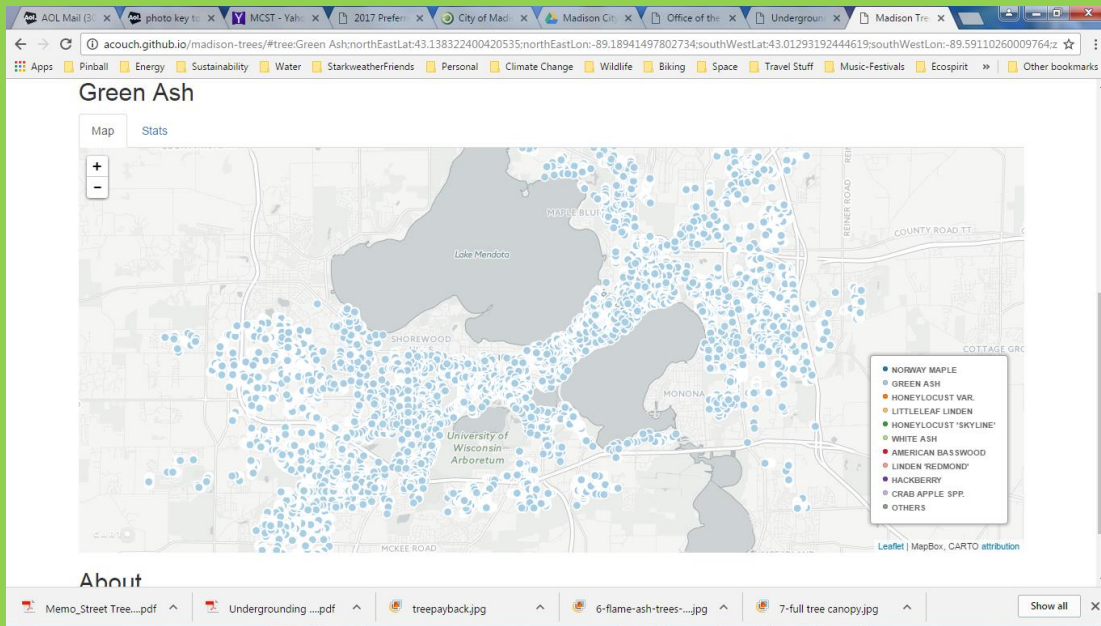 AOL Mail (30
photo key to
MCST - Yaho
2017 Preferr
City of Madi
Madison City
Office of the
Undergroun
Madison Tre
acouch.github.io/madison-trees/#tree:Green Ash;northEastLat:43.138322400420535;northEastLon:-89.18941497802734;southWestLat:43.01293192444619;southWestLon:-89.59110260009764;z
Apps Pinball Energy Sustainability Water StarkweatherFriends Personal Climate Change Wildlife Biking Space Travel Stuff Music-Festivals Ecospirit » Other bookmarks
Green Ash
Map Stats
+
-
MAPLE BLU
REINER ROAD
COUNTY ROAD TT
Lake Mendota
SHOREWOOD
COTTAGE GRO
MONONA
University of
Wisconsin-
Arboretum
MCKEE ROAD
NORWAY MAPLE
GREEN ASH
HONEYLOCUST VAR.
LITTLELEAF LINDEN
HONEYLOCUST 'SKYLINE'
WHITE ASH
AMERICAN BASSWOOD
LINDEN 'REDMOND'
HACKBERRY
CRAB APPLE SPP.
OTHERS
Leaflet | MapBox, CARTO attribution
About
Memo_Street Tree....pdf
Undergrounding ....pdf
treepayback.jpg
6-flame-ash-trees-....jpg
7-full tree canopy.jpg
Show all